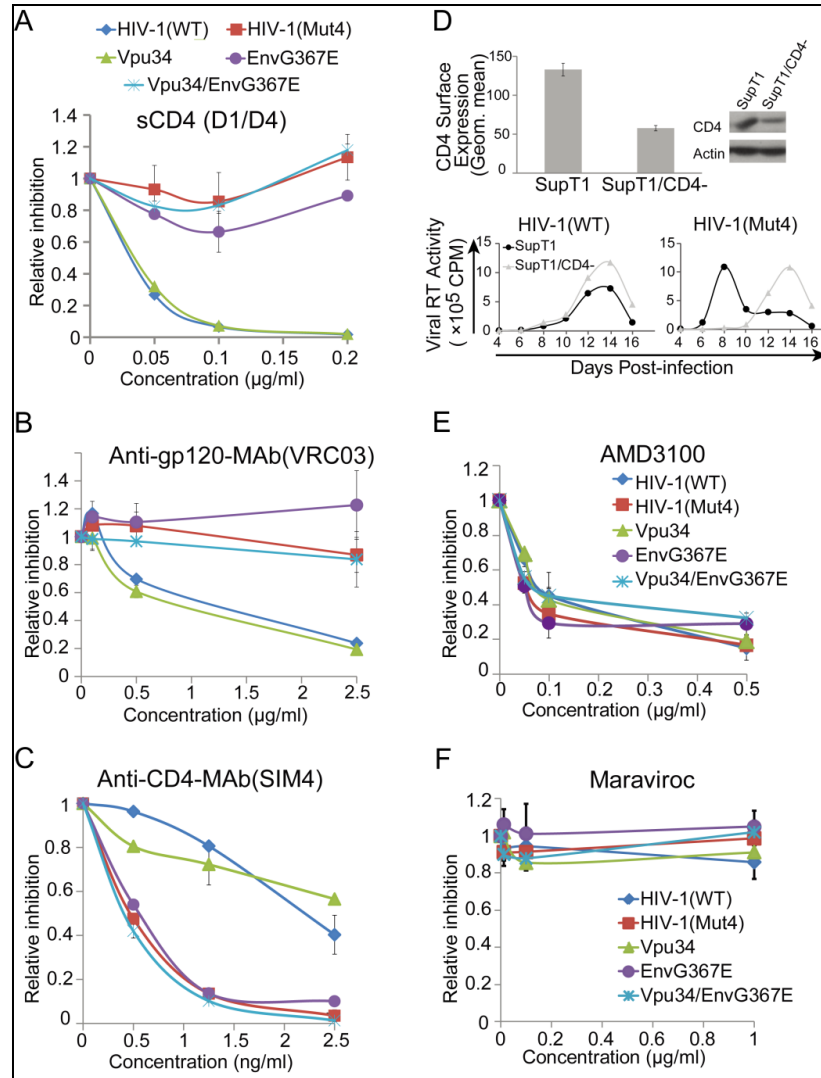 A
HIV-1(WT) HIV-1(Mut4)
Vpu34 EnvG367E
Vpu34/EnvG367E
sCD4 (D1/D4)
Relative inhibition
1.4
1.2
1
0.8
0.6
0.4
0.2
0
0 0.05 0.1 0.15 0.2
Concentration (µg/ml)
B
Anti-gp120-MAb(VRC03)
Relative inhibition
1.4
1.2
1
0.8
0.6
0.4
0.2
0
0 0.5 1 1.5 2 2.5
Concentration (µg/ml)
C
Anti-CD4-MAb(SIM4)
Relative inhibition
1
0.8
0.6
0.4
0.2
0
0 0.5 1 1.5 2 2.5
Concentration (ng/ml)
D
CD4 Surface
Expression
(Geom. mean)
150
100
50
0
SupT1 SupT1/CD4-
SupT1
SupT1/CD4-
CD4
Actin
HIV-1(WT) HIV-1(Mut4)
Viral RT Activity
( ×10⁵ CPM)
SupT1
SupT1/CD4-
15
10
5
0
4 6 8 10 12 14 16
15
10
5
0
4 6 8 10 12 14 16
Days Post-infection
E
AMD3100
HIV-1(WT)
HIV-1(Mut4)
Vpu34
EnvG367E
Vpu34/EnvG367E
Relative inhibition
1
0.8
0.6
0.4
0.2
0
0 0.1 0.2 0.3 0.4 0.5
Concentration (µg/ml)
F
Maraviroc
Relative inhibition
1.2
1
0.8
0.6
0.4
0.2
0
HIV-1(WT)
HIV-1(Mut4)
Vpu34
EnvG367E
Vpu34/EnvG367E
0 0.2 0.4 0.6 0.8 1
Concentration (µg/ml)